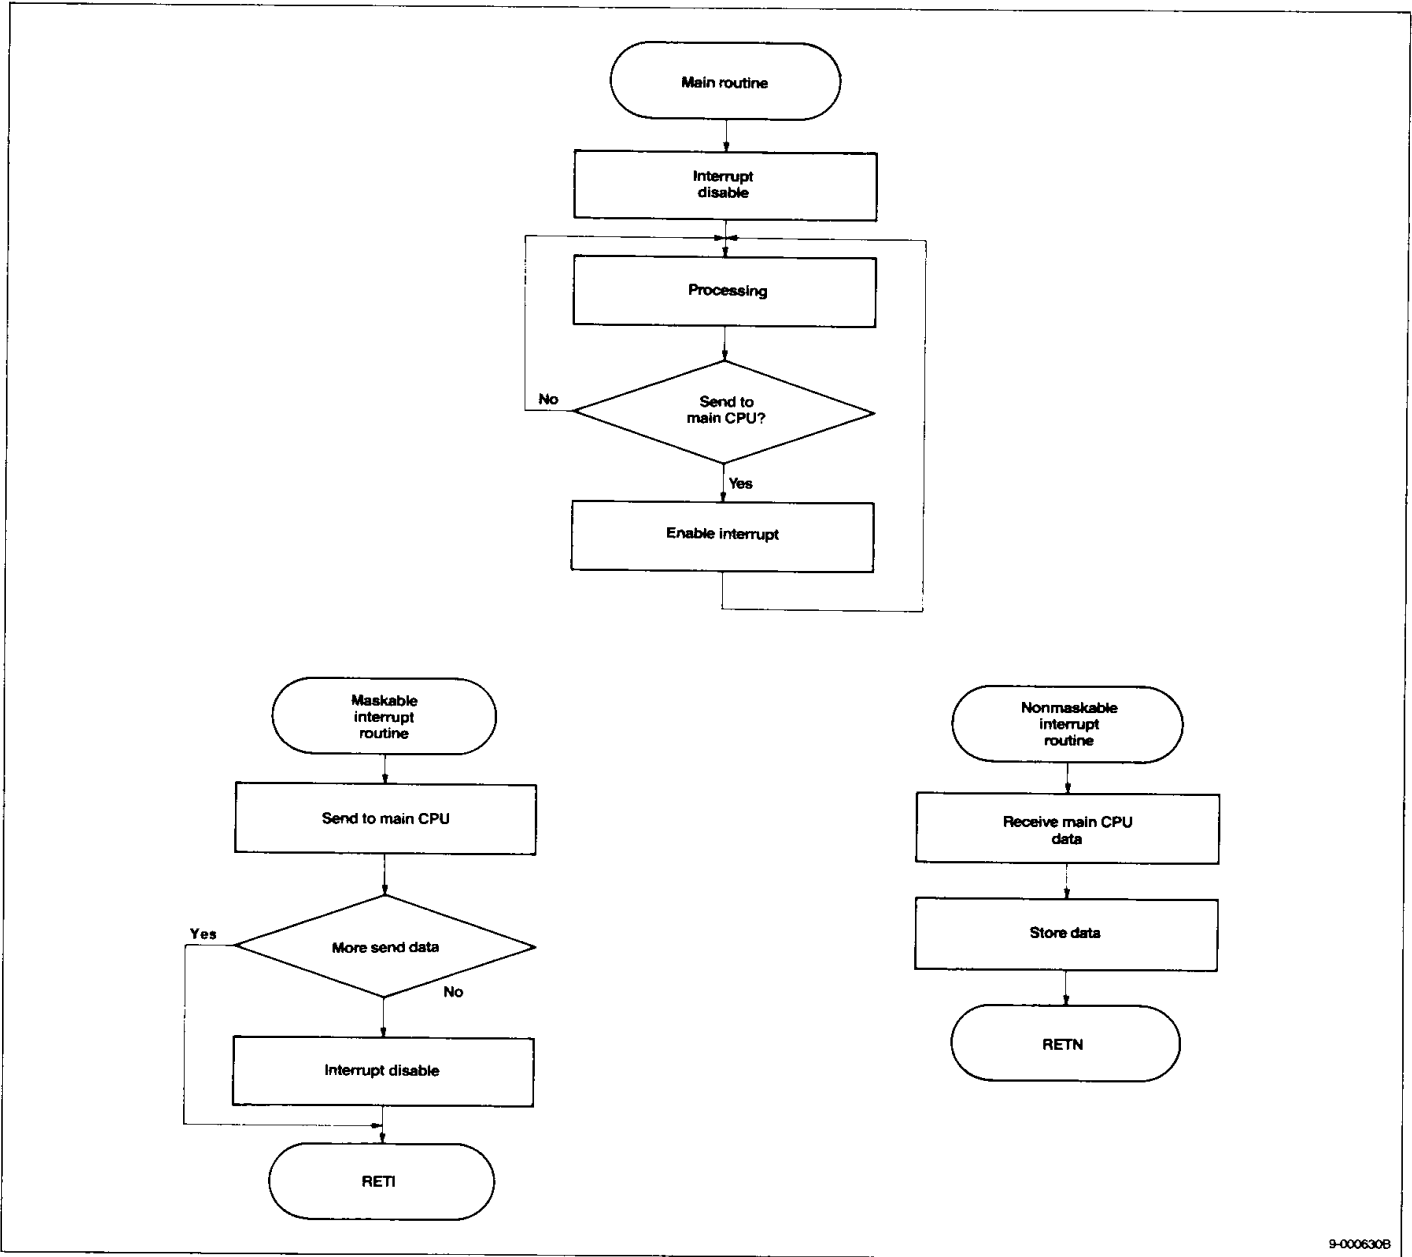 Main routine
Interrupt
disable
Processing
No
Send to
main CPU?
Yes
Enable interrupt
Maskable
interrupt
routine
Send to main CPU
Yes
More send data
No
Interrupt disable
RETI
Nonmaskable
interrupt
routine
Receive main CPU
data
Store data
RETN
9-000630B